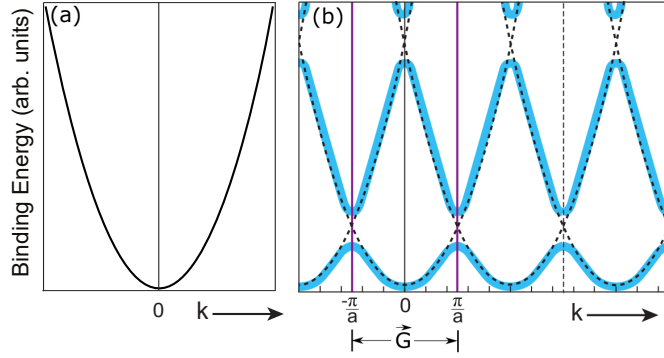 (a)
(b)
Binding Energy (arb. units)
0
k
-π/a
0
π/a
k
G